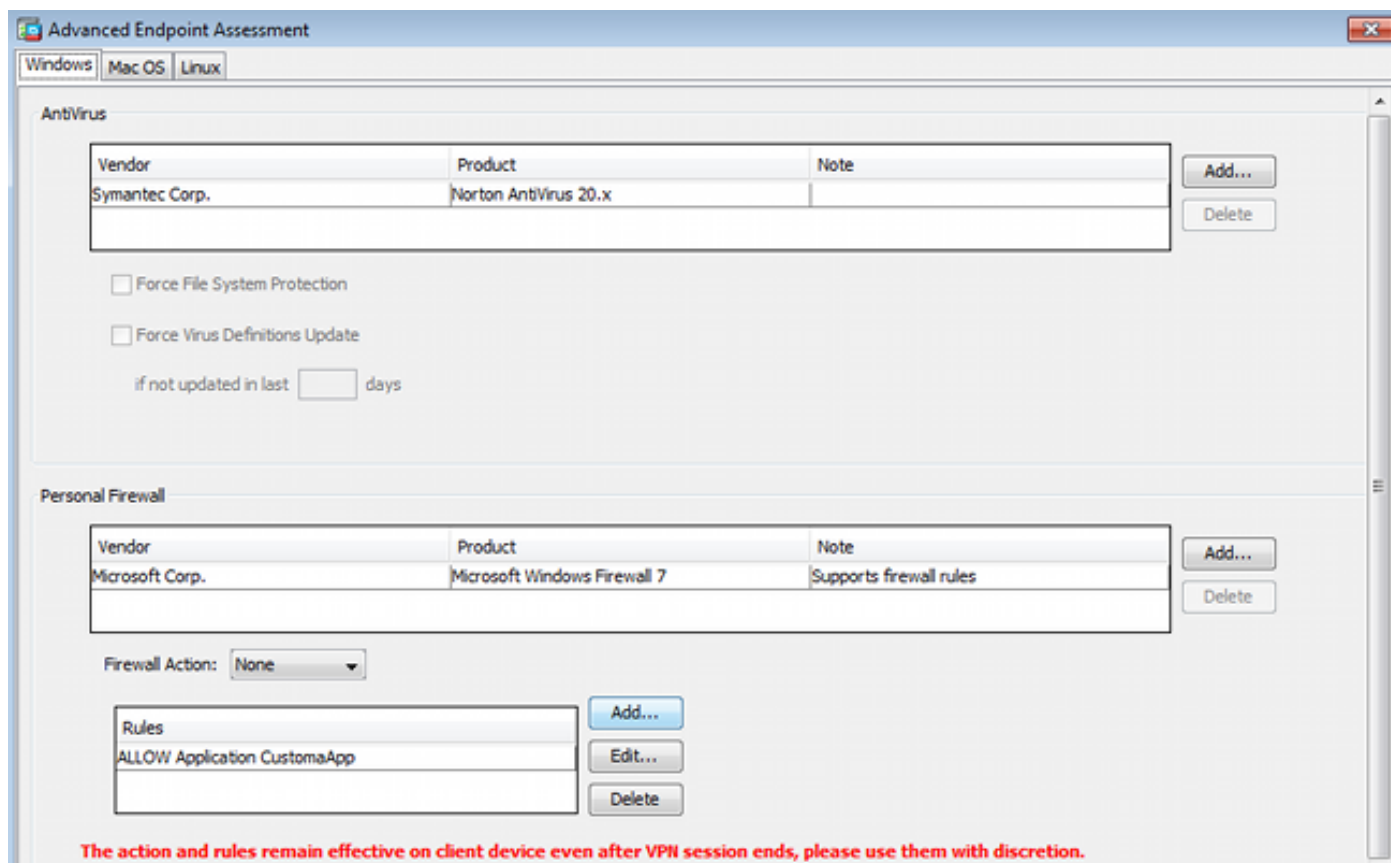 Advanced Endpoint Assessment
Windows Mac OS Linux
AntiVirus
Vendor Product Note
Symantec Corp. Norton AntiVirus 20.x
Add...
Delete
Force File System Protection
Force Virus Definitions Update
if not updated in last days
Personal Firewall
Vendor Product Note
Microsoft Corp. Microsoft Windows Firewall 7 Supports firewall rules
Add...
Delete
Firewall Action: None
Rules
ALLOW Application CustomaApp
Add...
Edit...
Delete
The action and rules remain effective on client device even after VPN session ends, please use them with discretion.